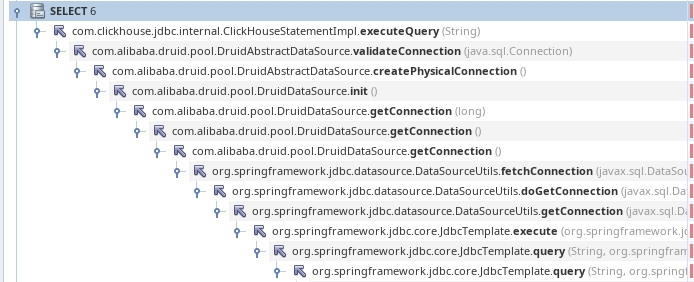 SELECT 6
com.clickhouse.jdbc.internal.ClickHouseStatementImpl.executeQuery (String)
com.alibaba.druid.pool.DruidAbstractDataSource.validateConnection (java.sql.Connection)
com.alibaba.druid.pool.DruidAbstractDataSource.createPhysicalConnection ()
com.alibaba.druid.pool.DruidDataSource.init ()
com.alibaba.druid.pool.DruidDataSource.getConnection (long)
com.alibaba.druid.pool.DruidDataSource.getConnection ()
com.alibaba.druid.pool.DruidDataSource.getConnection ()
org.springframework.jdbc.datasource.DataSourceUtils.fetchConnection (javax.sql.DataSou
org.springframework.jdbc.datasource.DataSourceUtils.doGetConnection (javax.sql.Da
org.springframework.jdbc.datasource.DataSourceUtils.getConnection (javax.sql.Da
org.springframework.jdbc.core.JdbcTemplate.execute (org.springframework.jd
org.springframework.jdbc.core.JdbcTemplate.query (String, org.springfram
org.springframework.jdbc.core.JdbcTemplate.query (String, org.springf